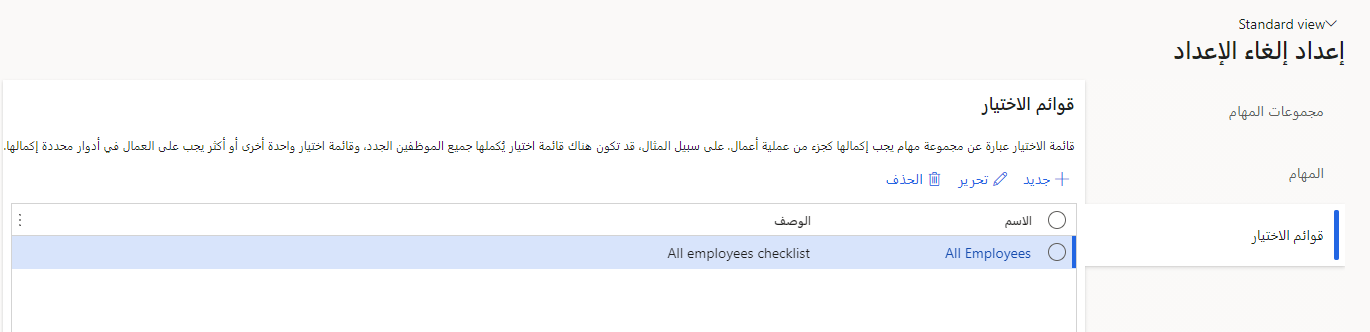 Standard view
إعداد إلغاء الإعداد
مجموعات المهام
المهام
قوائم الاختيار
قوائم الاختيار
قائمة الاختيار عبارة عن مجموعة مهام يجب إكمالها كجزء من عملية أعمال. على سبيل المثال، قد تكون هناك قائمة اختيار يُكملها جميع الموظفين الجدد، وقائمة اختيار واحدة أخرى أو أكثر يجب على العمال في أدوار محددة إكمالها.
جديد تحرير الحذف
الاسم الوصف
All Employees All employees checklist